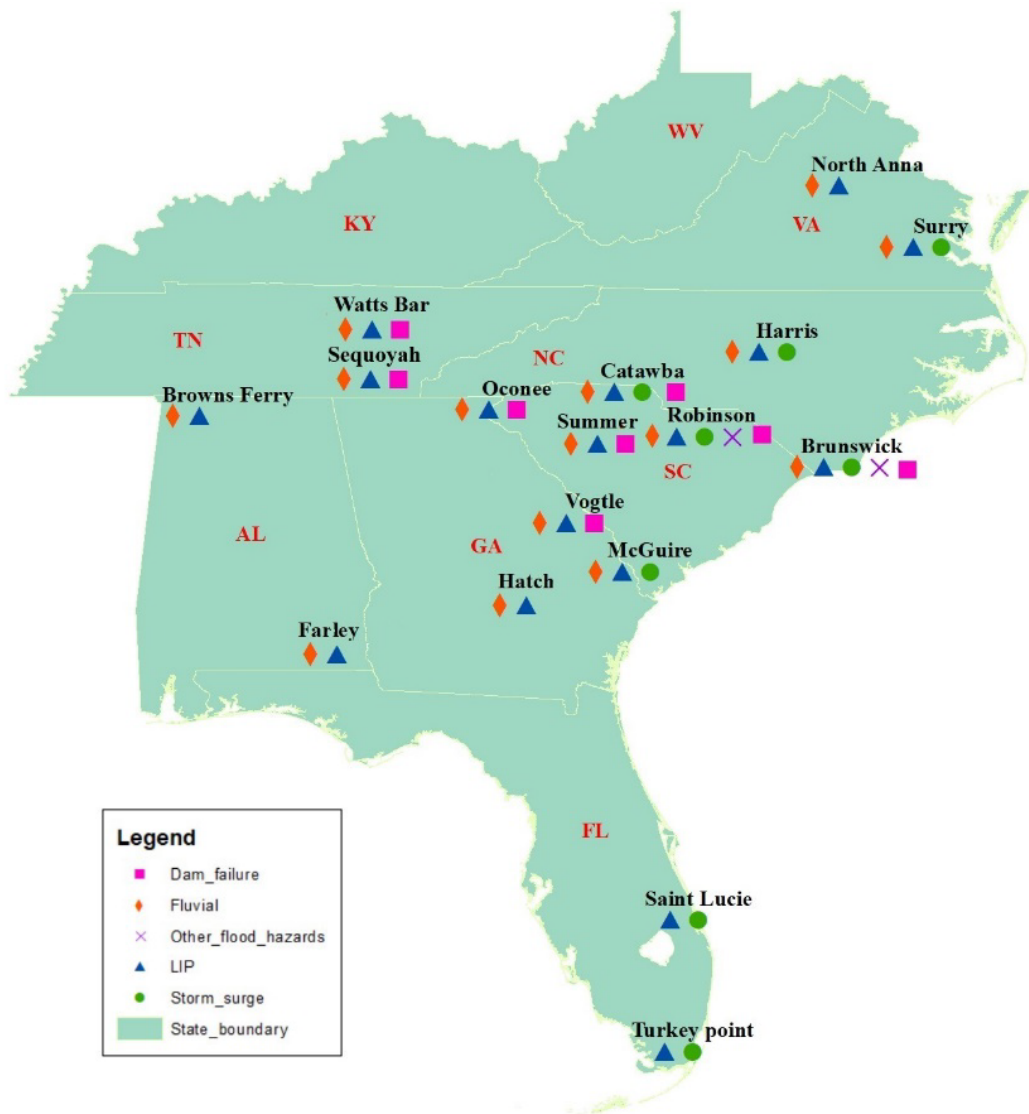 WV
North Anna
KY
VA
Surry
Watts Bar
TN
Sequoyah
Harris
NC
Browns Ferry
Oconee
Catawba
Summer
Robinson
Brunswick
SC
Vogtle
AL
GA
McGuire
Hatch
Farley
FL
Legend
Dam_failure
Fluvial
Other_flood_hazards
LIP
Storm_surge
State_boundary
Saint Lucie
Turkey point